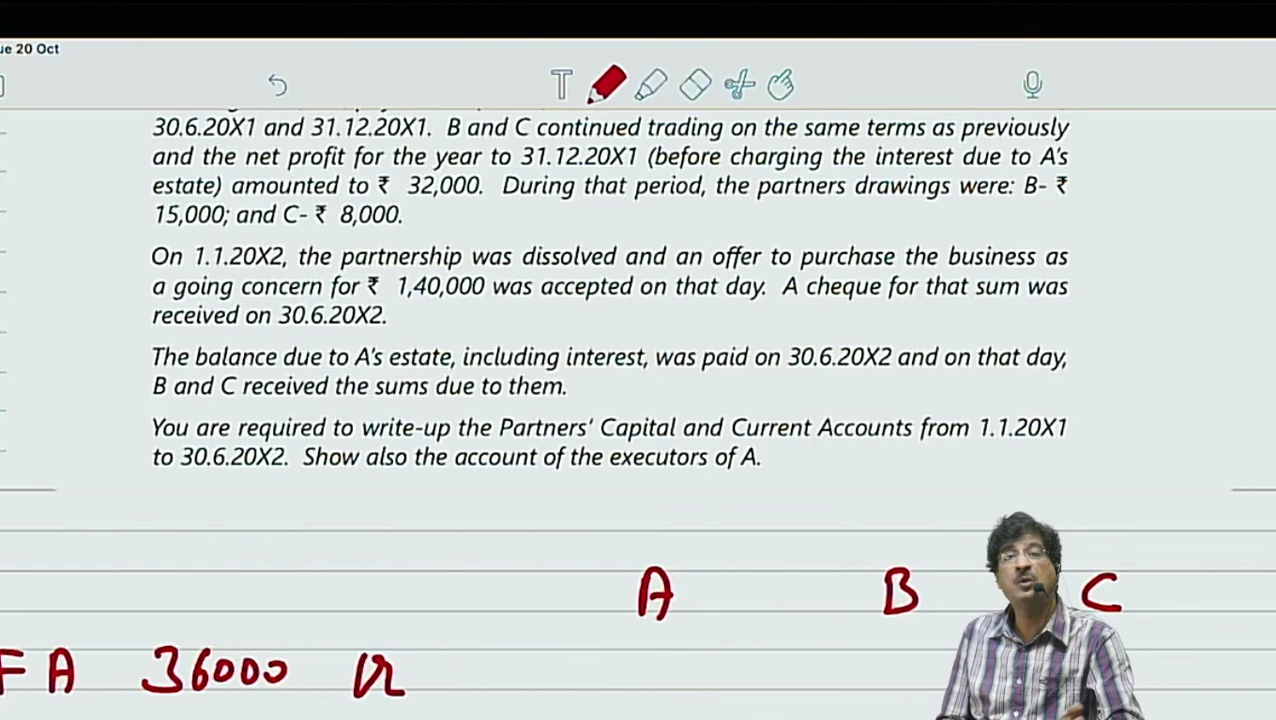 ue 20 Oct
T
30.6.20X1 and 31.12.20X1. B and C continued trading on the same terms as previously
and the net profit for the year to 31.12.20X1 (before charging the interest due to A's
estate) amounted to ₹ 32,000. During that period, the partners drawings were: B- ₹
15,000; and C- ₹ 8,000.
On 1.1.20X2, the partnership was dissolved and an offer to purchase the business as
a going concern for ₹ 1,40,000 was accepted on that day. A cheque for that sum was
received on 30.6.20X2.
The balance due to A's estate, including interest, was paid on 30.6.20X2 and on that day,
B and C received the sums due to them.
You are required to write-up the Partners' Capital and Current Accounts from 1.1.20X1
to 30.6.20X2. Show also the account of the executors of A.
A B C
F A 36000